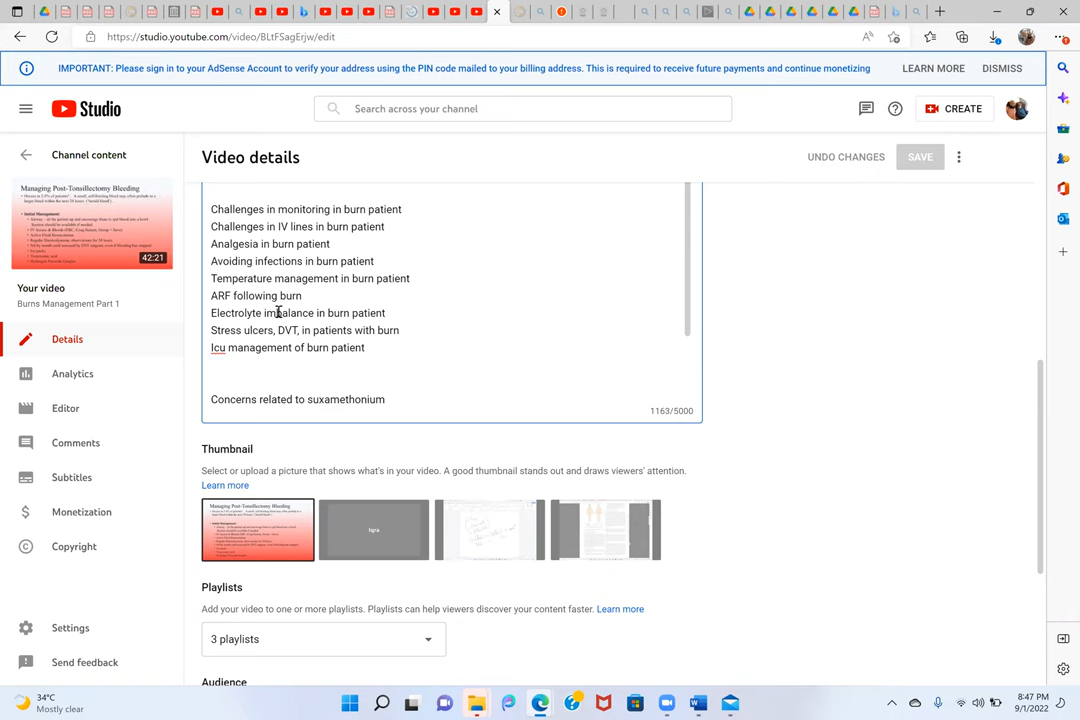 https://studio.youtube.com/video/BLtFSagErjw/edit
IMPORTANT: Please sign in to your AdSense Account to verify your address using the PIN code mailed to your billing address. This is required to receive future payments and continue monetizing
LEARN MORE
DISMISS
Studio
Search across your channel
CREATE
Channel content
Video details
UNDO CHANGES
SAVE
Managing Post-Tonsillectomy Bleeding
Initial Management:
42:21
Your video
Burns Management Part 1
Details
Analytics
Editor
Comments
Subtitles
Monetization
Copyright
Settings
Send feedback
Challenges in monitoring in burn patient
Challenges in IV lines in burn patient
Analgesia in burn patient
Avoiding infections in burn patient
Temperature management in burn patient
ARF following burn
Electrolyte imbalance in burn patient
Stress ulcers, DVT, in patients with burn
Icu management of burn patient
Concerns related to suxamethonium
1163/5000
Thumbnail
Select or upload a picture that shows what's in your video. A good thumbnail stands out and draws viewers' attention.
Learn more
Managing Post-Tonsillectomy Bleeding
Iqra
Playlists
Add your video to one or more playlists. Playlists can help viewers discover your content faster. Learn more
3 playlists
Audience
34°C
Mostly clear
8:47 PM
9/1/2022